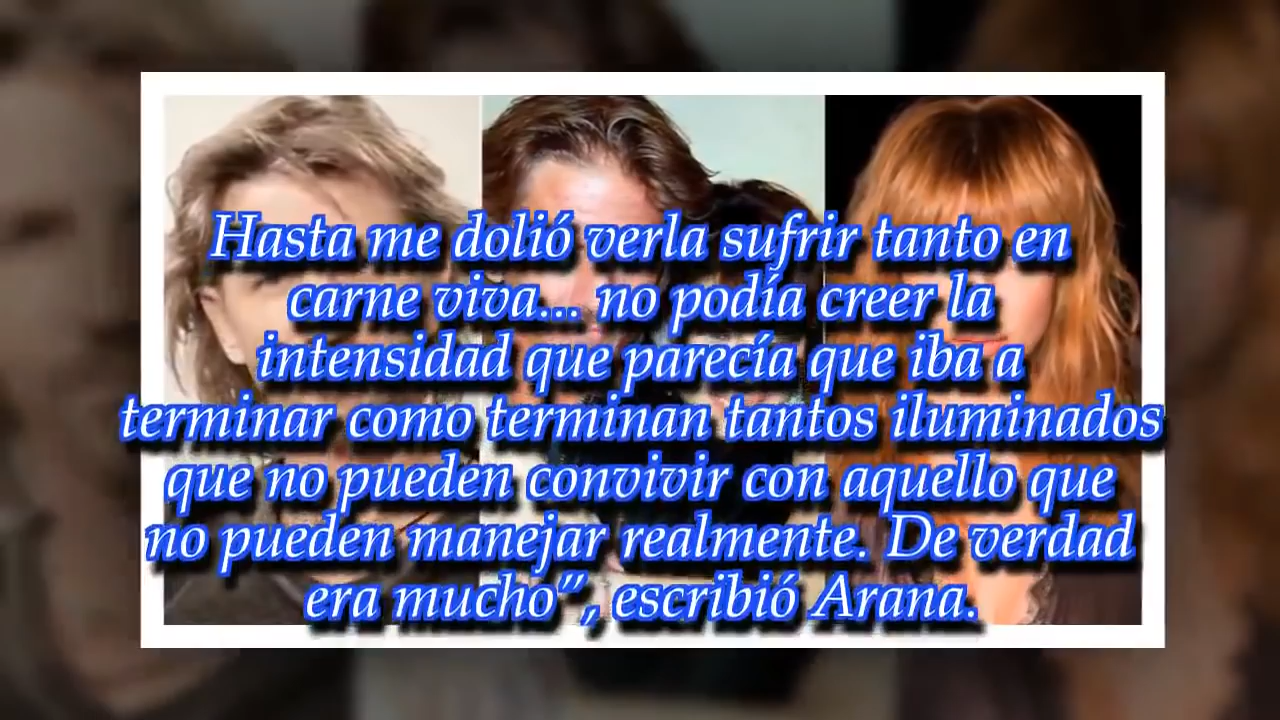 Hasta me dolió verla sufrir tanto en
carne viva... no podía creer la
intensidad que parecía que iba a
terminar como terminan tantos iluminados
que no pueden convivir con aquello que
no pueden manejar realmente. De verdad
era mucho”, escribió Arana.